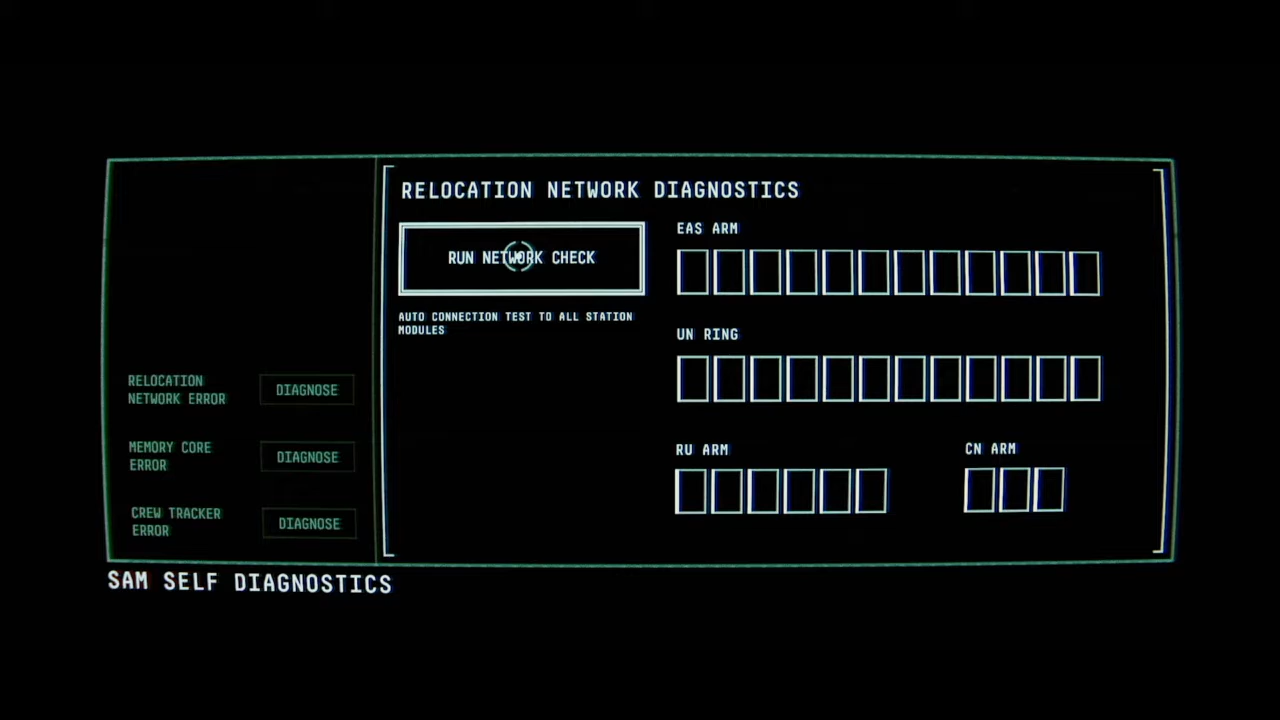 RELOCATION NETWORK DIAGNOSTICS
RUN NETWORK CHECK
AUTO CONNECTION TEST TO ALL STATION
MODULES
EAS ARM
UN RING
RU ARM
CN ARM
RELOCATION
NETWORK ERROR
DIAGNOSE
MEMORY CORE
ERROR
DIAGNOSE
CREW TRACKER
ERROR
DIAGNOSE
SAM SELF DIAGNOSTICS